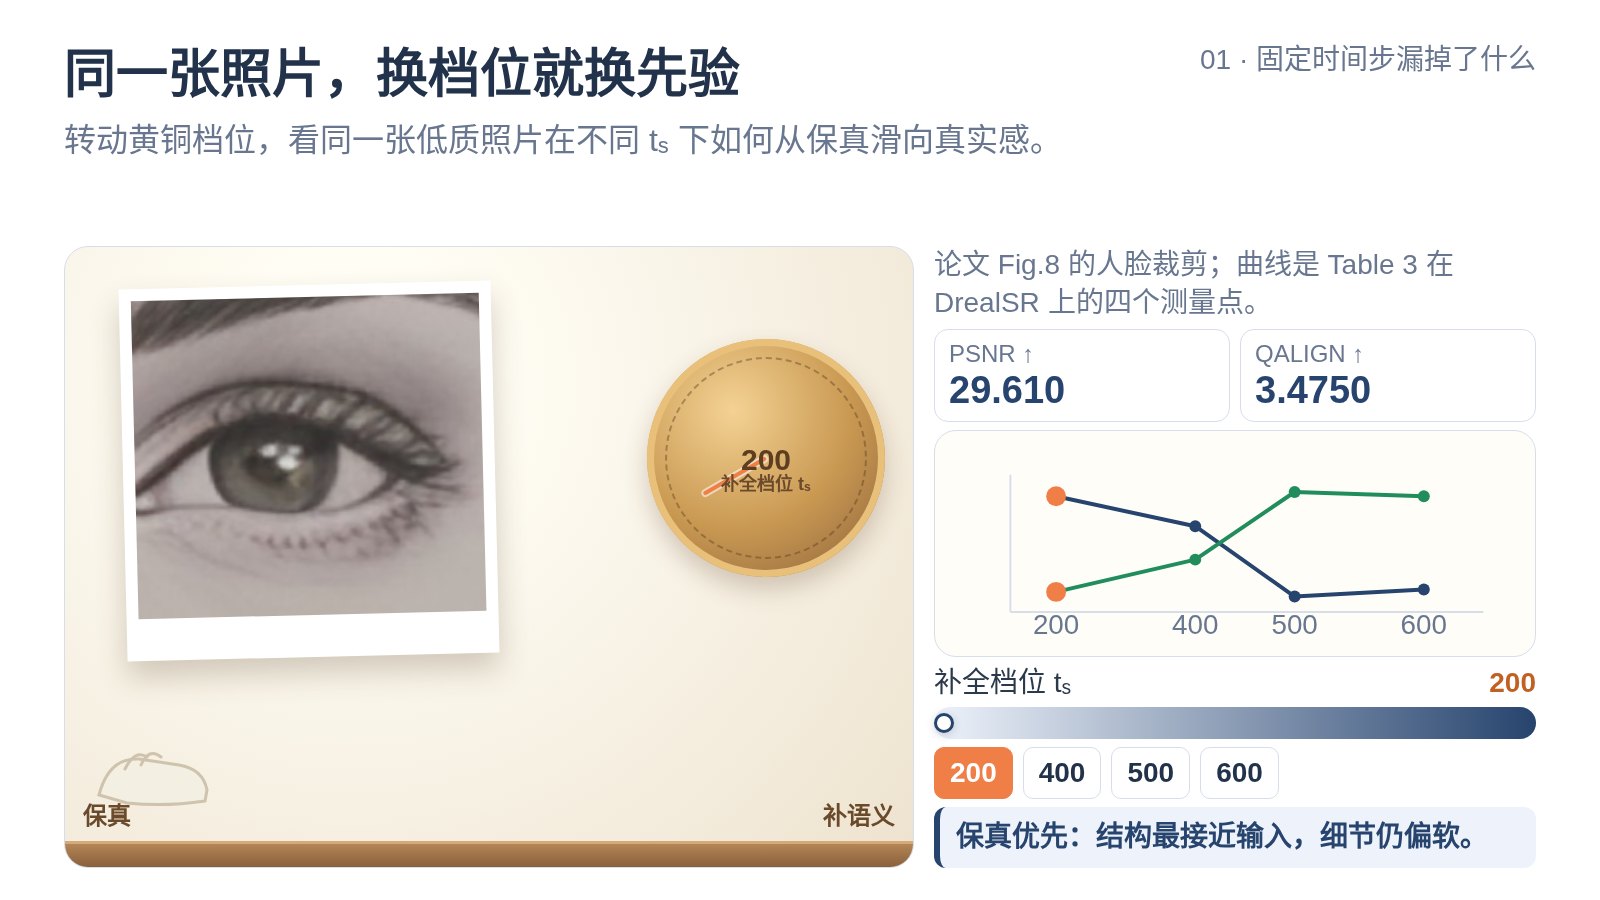 同一张照片，换档位就换先验
01 · 固定时间步漏掉了什么
转动黄铜档位，看同一张低质照片在不同 tₛ 下如何从保真滑向真实感。
200
补全档位 tₛ
保真
补语义
论文 Fig.8 的人脸裁剪；曲线是 Table 3 在
DrealSR 上的四个测量点。
PSNR ↑
29.610
QALIGN ↑
3.4750
200 400 500 600
补全档位 tₛ 200
200 400 500 600
保真优先：结构最接近输入，细节仍偏软。